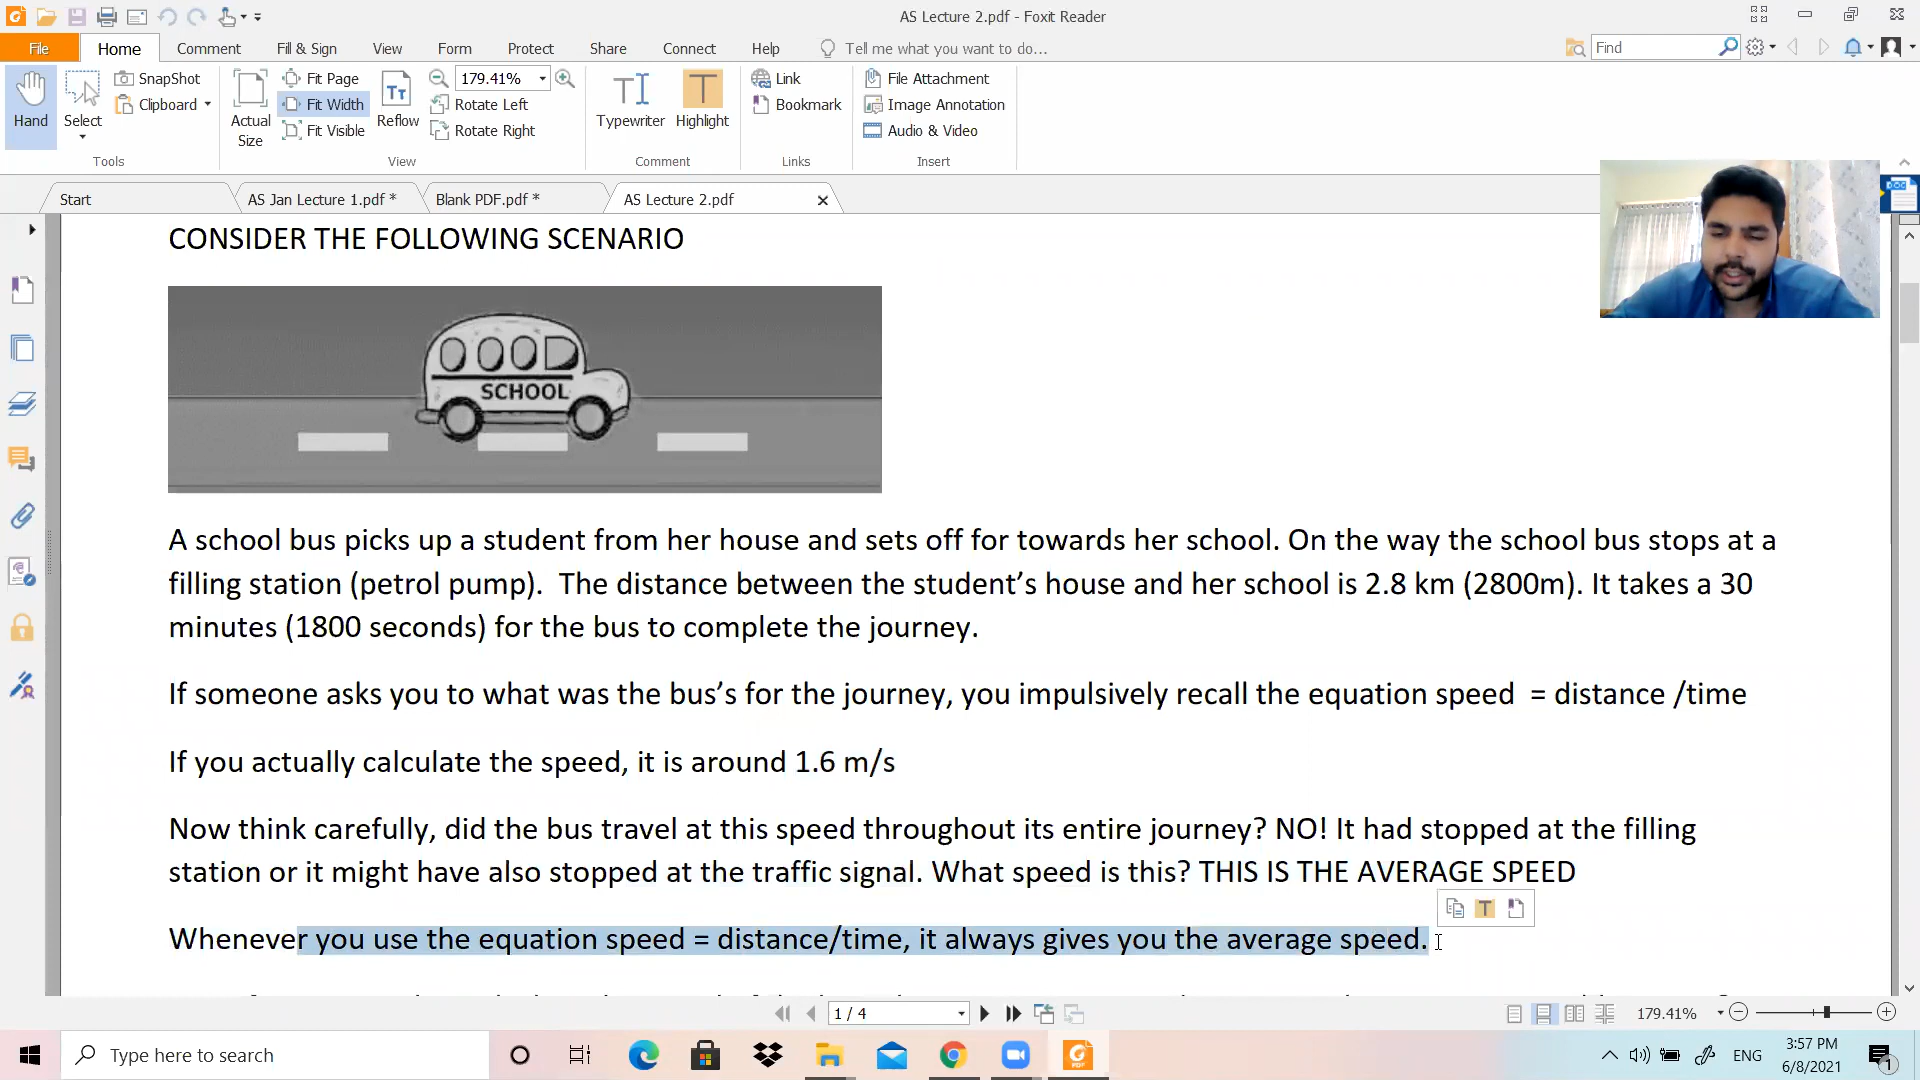 AS Lecture 2.pdf - Foxit Reader
File Home Comment Fill & Sign View Form Protect Share Connect Help Tell me what you want to do... Find
Hand
Select
SnapShot
Clipboard
Tools
Actual
Size
Fit Page
Fit Width
Fit Visible
Reflow
179.41%
Rotate Left
Rotate Right
View
Typewriter
Highlight
Comment
Link
Bookmark
Links
File Attachment
Image Annotation
Audio & Video
Insert
DOC
Start AS Jan Lecture 1.pdf * Blank PDF.pdf * AS Lecture 2.pdf
CONSIDER THE FOLLOWING SCENARIO
SCHOOL
A school bus picks up a student from her house and sets off for towards her school. On the way the school bus stops at a
filling station (petrol pump). The distance between the student’s house and her school is 2.8 km (2800m). It takes a 30
minutes (1800 seconds) for the bus to complete the journey.
If someone asks you to what was the bus’s for the journey, you impulsively recall the equation speed = distance /time
If you actually calculate the speed, it is around 1.6 m/s
Now think carefully, did the bus travel at this speed throughout its entire journey? NO! It had stopped at the filling
station or it might have also stopped at the traffic signal. What speed is this? THIS IS THE AVERAGE SPEED
Whenever you use the equation speed = distance/time, it always gives you the average speed.
1 / 4
179.41%
Type here to search
ENG
3:57 PM
6/8/2021
1